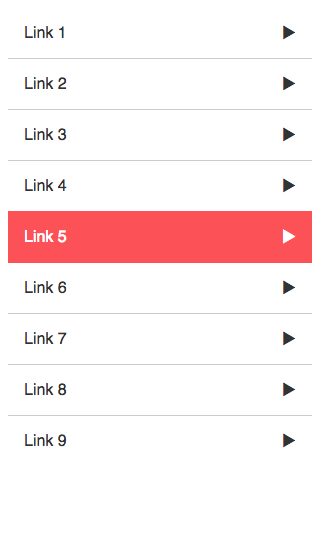 Link 1 ▶
Link 2 ▶
Link 3 ▶
Link 4 ▶
Link 5 ▶
Link 6 ▶
Link 7 ▶
Link 8 ▶
Link 9 ▶